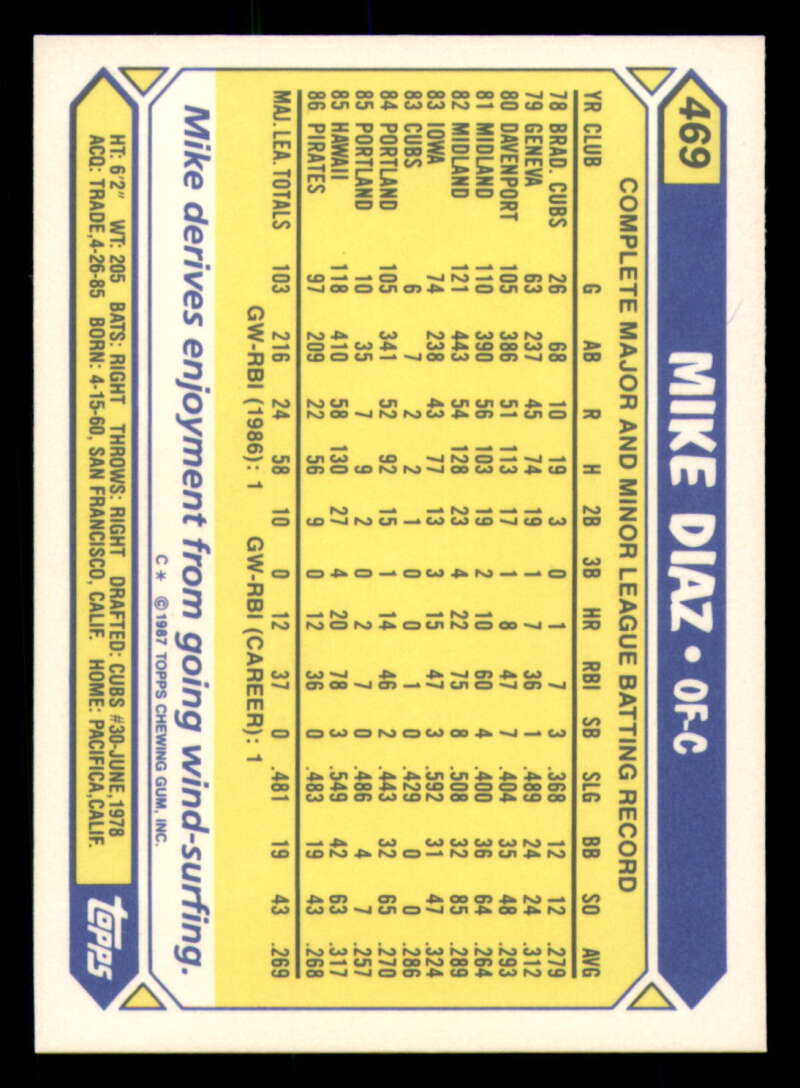 469
MIKE DIAZ • OF-C
COMPLETE MAJOR AND MINOR LEAGUE BATTING RECORD
YR CLUB G AB R H 2B 3B HR RBI SB SLG BB SO AVG
78 BRAD. CUBS 26 68 10 19 3 0 1 7 3 .368 12 12 .279
79 GENEVA 63 237 45 74 19 1 7 36 1 .489 24 24 .312
80 DAVENPORT 105 386 51 113 17 1 8 47 7 .404 35 48 .293
81 MIDLAND 110 390 56 103 19 2 10 60 4 .400 36 64 .264
82 MIDLAND 121 443 54 128 23 4 22 75 8 .508 32 85 .289
83 IOWA 74 238 43 77 13 3 15 47 3 .592 31 47 .324
83 CUBS 6 7 2 2 1 0 0 1 0 .429 0 0 .286
84 PORTLAND 105 341 52 92 15 1 14 46 2 .443 32 65 .270
85 PORTLAND 10 35 7 9 2 0 2 7 0 .486 4 7 .257
85 HAWAII 118 410 58 130 27 4 20 78 3 .549 42 63 .317
86 PIRATES 97 209 22 56 9 0 12 36 0 .483 19 43 .268
MAJ. LEA. TOTALS 103 216 24 58 10 0 12 37 0 .481 19 43 .269
GW-RBI (1986): 1 GW-RBI (CAREER): 1
Mike derives enjoyment from going wind-surfing.
C* ©1987 TOPPS CHEWING GUM, INC.
HT: 6'2" WT: 205 BATS: RIGHT THROWS: RIGHT DRAFTED: CUBS #30-JUNE, 1978
ACQ: TRADE, 4-26-85 BORN: 4-15-60, SAN FRANCISCO, CALIF. HOME: PACIFICA, CALIF.
TOPPS